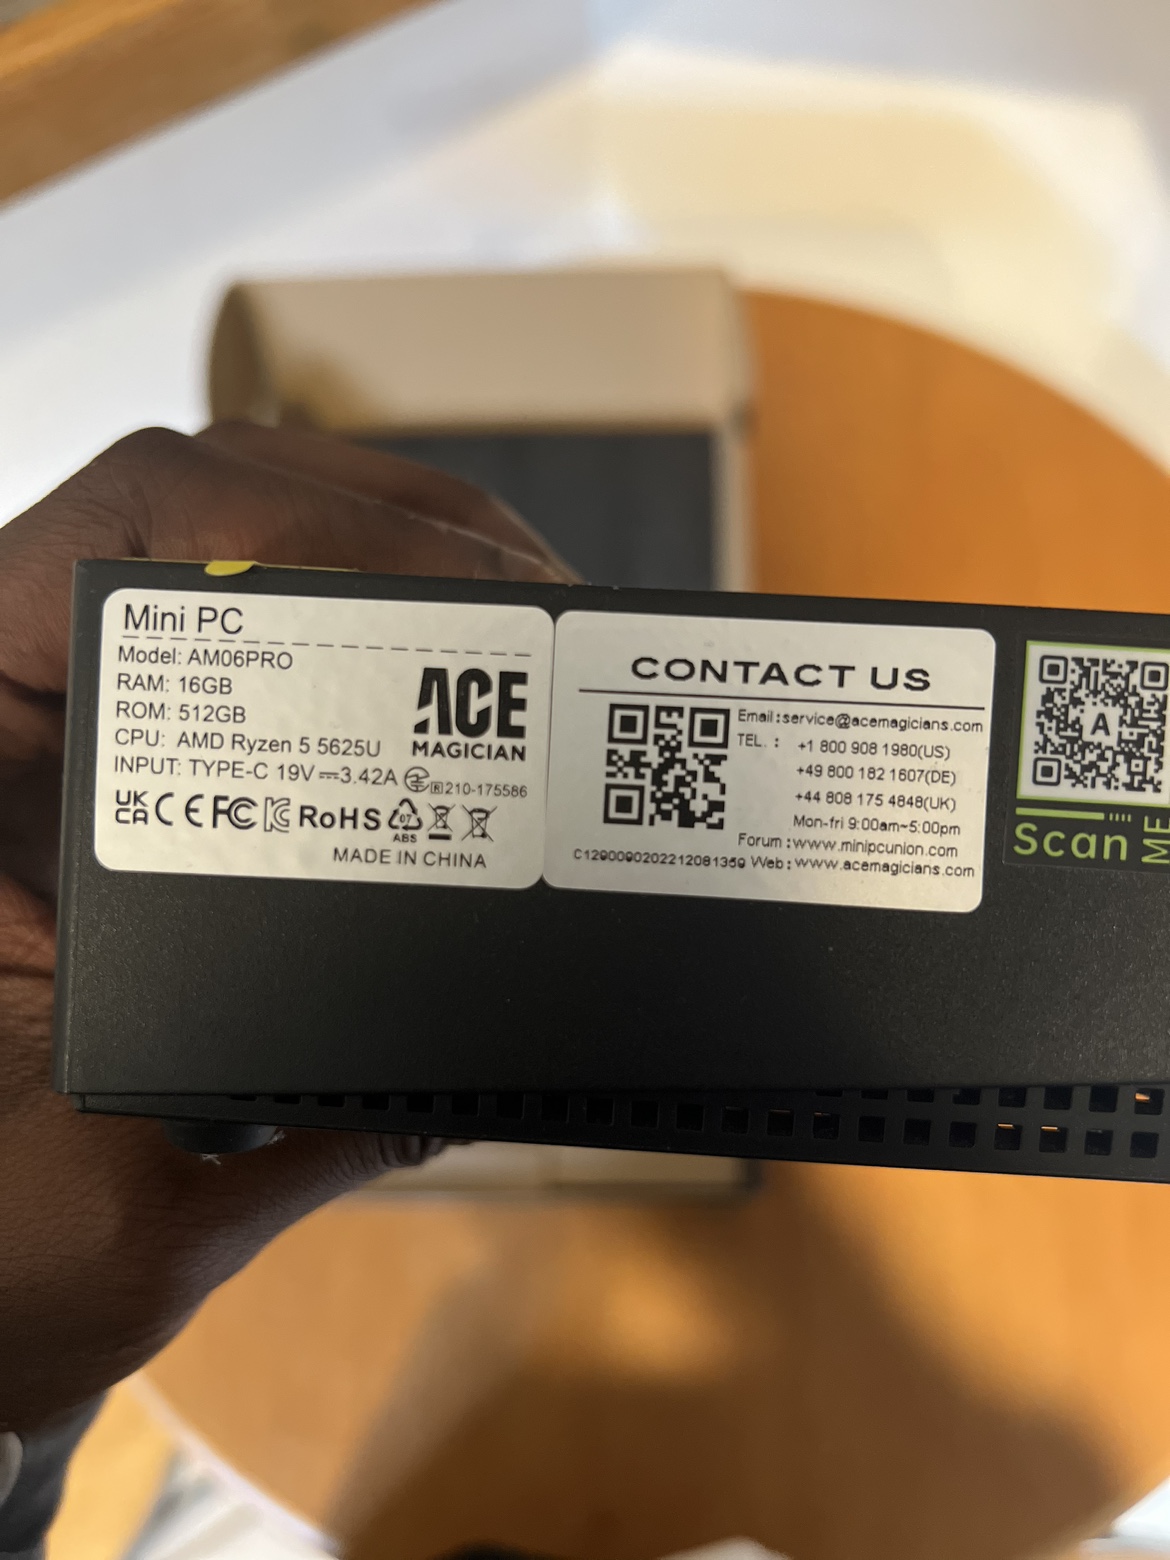 Mini PC
Model: AM06PRO
RAM: 16GB
ROM: 512GB
CPU: AMD Ryzen 5 5625U
INPUT: TYPE-C 19V⎓3.42A
R 210-175586
ACE
MAGICIAN
UK
CA CE FC KC RoHS
07
ABS
MADE IN CHINA
CONTACT US
Email:service@acemagicians.com
TEL. : +1 800 908 1980(US)
+49 800 182 1607(DE)
+44 808 175 4848(UK)
Mon-fri 9:00am~5:00pm
Forum:www.minipcunion.com
C1290090202212081359 Web:www.acemagicians.com
A
Scan ME